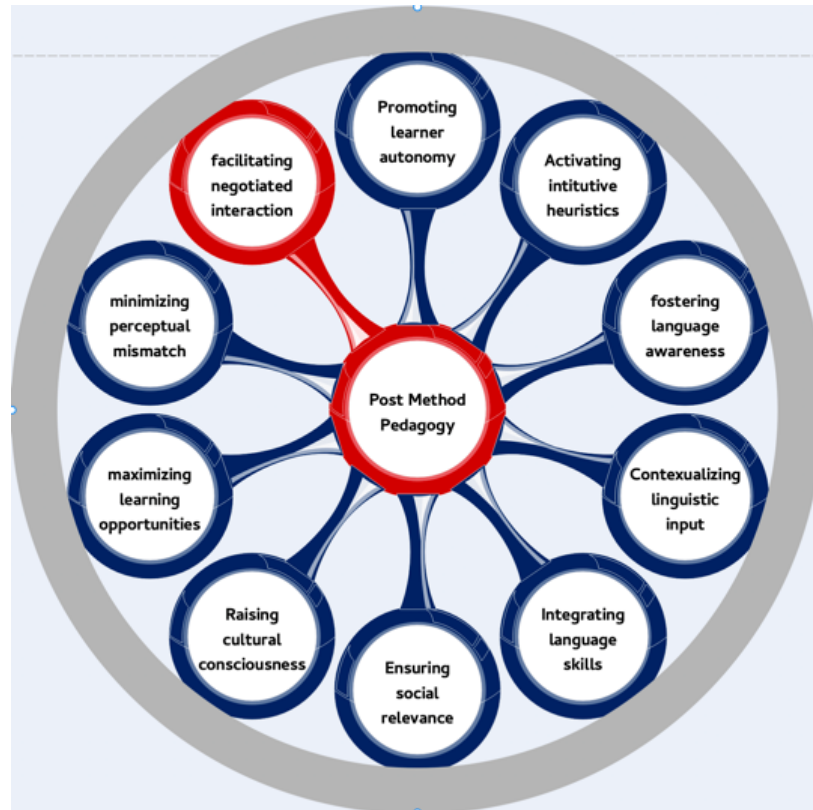 Promoting
learner
autonomy
Activating
intitutive
heuristics
fostering
language
awareness
Contexualizing
linguistic
input
Integrating
language
skills
Ensuring
social
relevance
Raising
cultural
consciousness
maximizing
learning
opportunities
minimizing
perceptual
mismatch
facilitating
negotiated
interaction
Post Method
Pedagogy